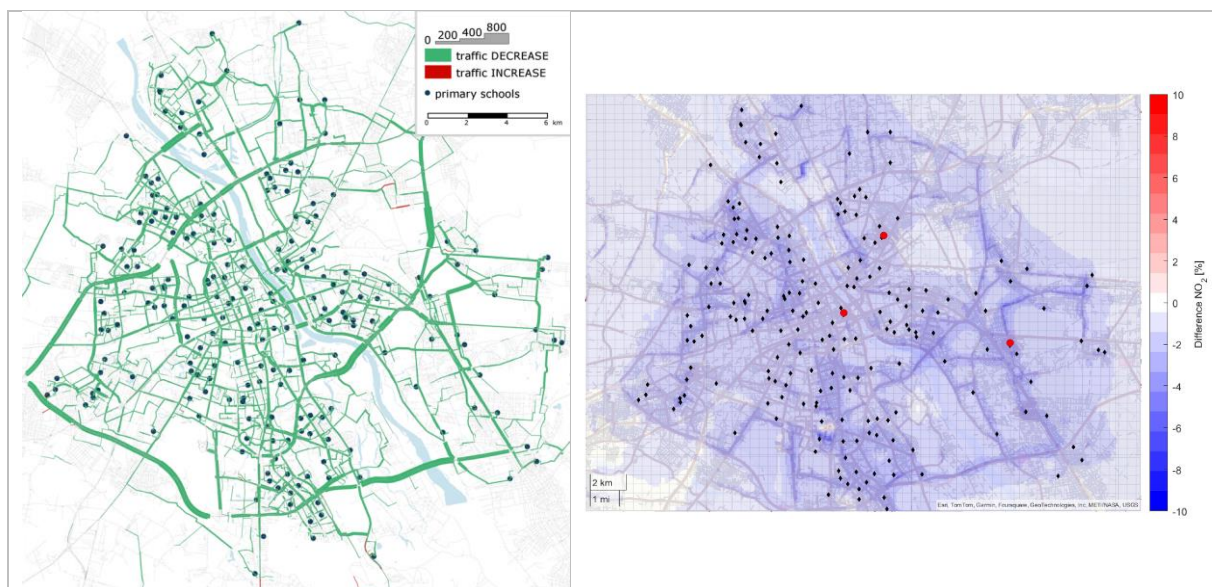 0 200 400 800
traffic DECREASE
traffic INCREASE
primary schools
0 2 4 6 km
10
8
6
4
2
0
-2
-4
-6
-8
-10
Difference NO2 [%]
2 km
1 mi
Esri, TomTom, Garmin, Foursquare, GeoTechnologies, Inc, METI/NASA, USGS